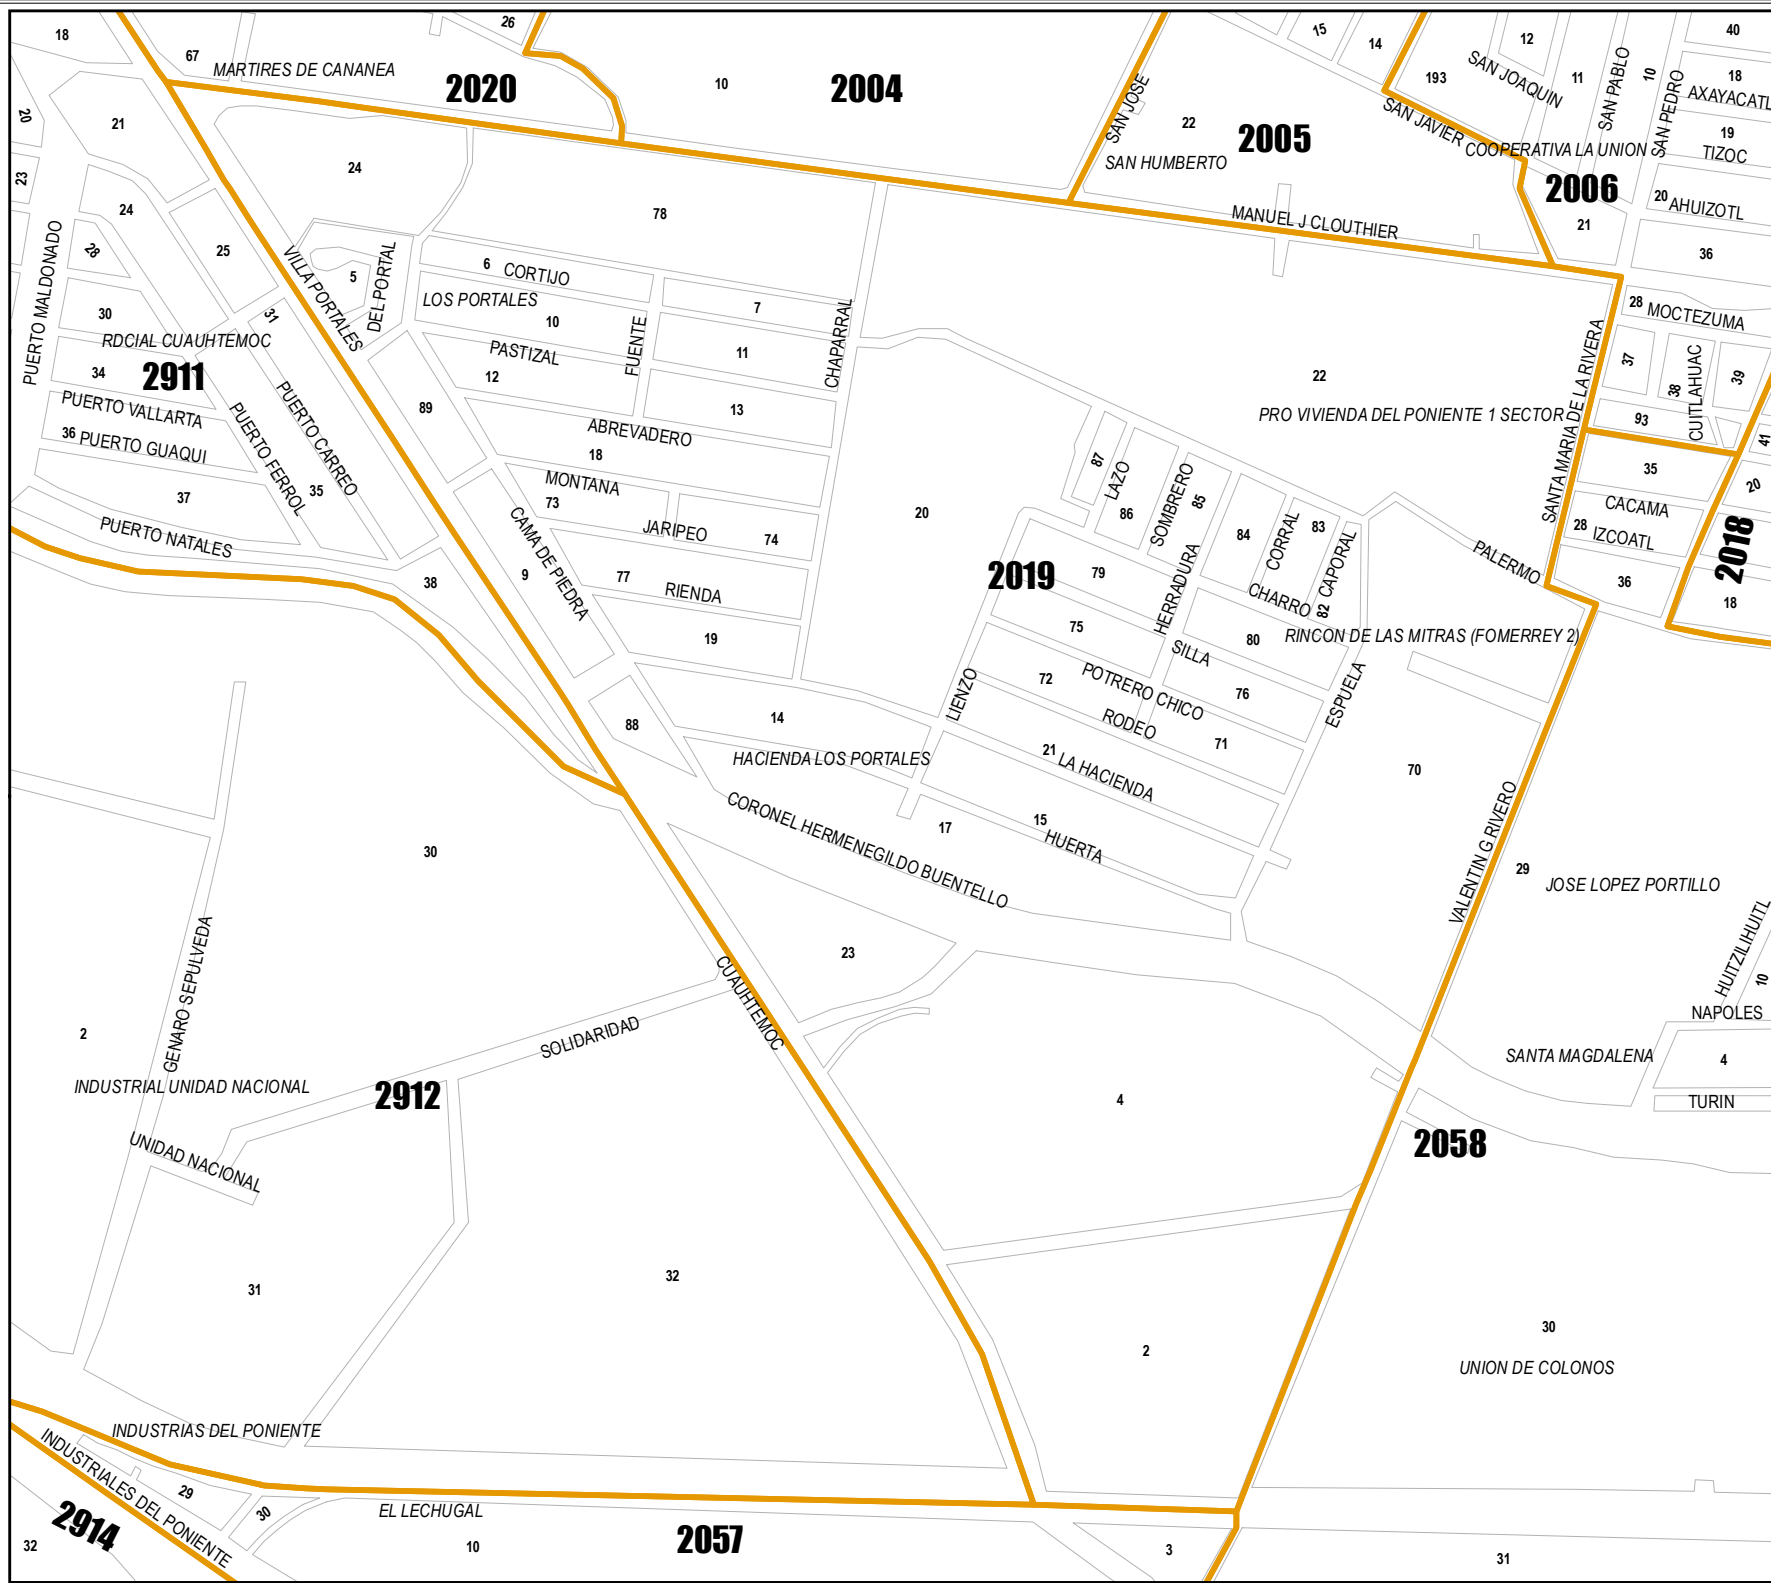 18
67
26
MARTIRES DE CANANEA
2020
10
2004
SAN JOSE
15
14
193
12
SAN JOAQUIN
11
SAN PABLO
10
SAN PEDRO
40
18
AXAYACATL
19
TIZOC
20
21
22
2005
SAN JAVIER
SAN HUMBERTO
COOPERATIVA LA UNION
2006
20
AHUIZOTL
21
36
MANUEL J CLOUTHIER
24
23
24
25
28
PUERTO MALDONADO
30
31
RDCIAL CUAUHTEMOC
34
2911
PUERTO VALLARTA
36
PUERTO GUAQUI
37
PUERTO NATALES
PUERTO FERROL
PUERTO CARREO
35
38
VILLA PORTALES
5
DEL PORTAL
78
6
CORTIJO
LOS PORTALES
7
10
PASTIZAL
FUENTE
11
CHAPARRAL
12
13
89
ABREVADERO
18
MONTANA
73
JARIPEO
74
CAMA DE PIEDRA
9
77
RIENDA
19
20
22
PRO VIVIENDA DEL PONIENTE 1 SECTOR
SANTA MARIA DE LA RIVERA
28
MOCTEZUMA
37
38
CUITLAHUAC
39
93
41
35
20
CACAMA
28
IZCOATL
2018
36
18
87
LAZO
86
SOMBRERO
85
84
CORRAL
83
CAPORAL
82
PALERMO
2019
79
HERRADURA
CHARRO
80
RINCON DE LAS MITRAS (FOMERREY 2)
75
SILLA
72
POTRERO CHICO
76
RODEO
71
ESPUELA
LIENZO
88
14
HACIENDA LOS PORTALES
21
LA HACIENDA
70
CORONEL HERMENEGILDO BUENTELLO
17
15
HUERTA
VALENTIN G RIVERO
29
JOSE LOPEZ PORTILLO
HUITZILIHUITL
10
NAPOLES
SANTA MAGDALENA
4
TURIN
30
GENARO SEPULVEDA
2
INDUSTRIAL UNIDAD NACIONAL
UNIDAD NACIONAL
2912
SOLIDARIDAD
23
CUAUHTEMOC
4
2058
31
32
2
30
UNION DE COLONOS
INDUSTRIAS DEL PONIENTE
INDUSTRIALES DEL PONIENTE
29
30
EL LECHUGAL
2914
32
10
2057
3
31